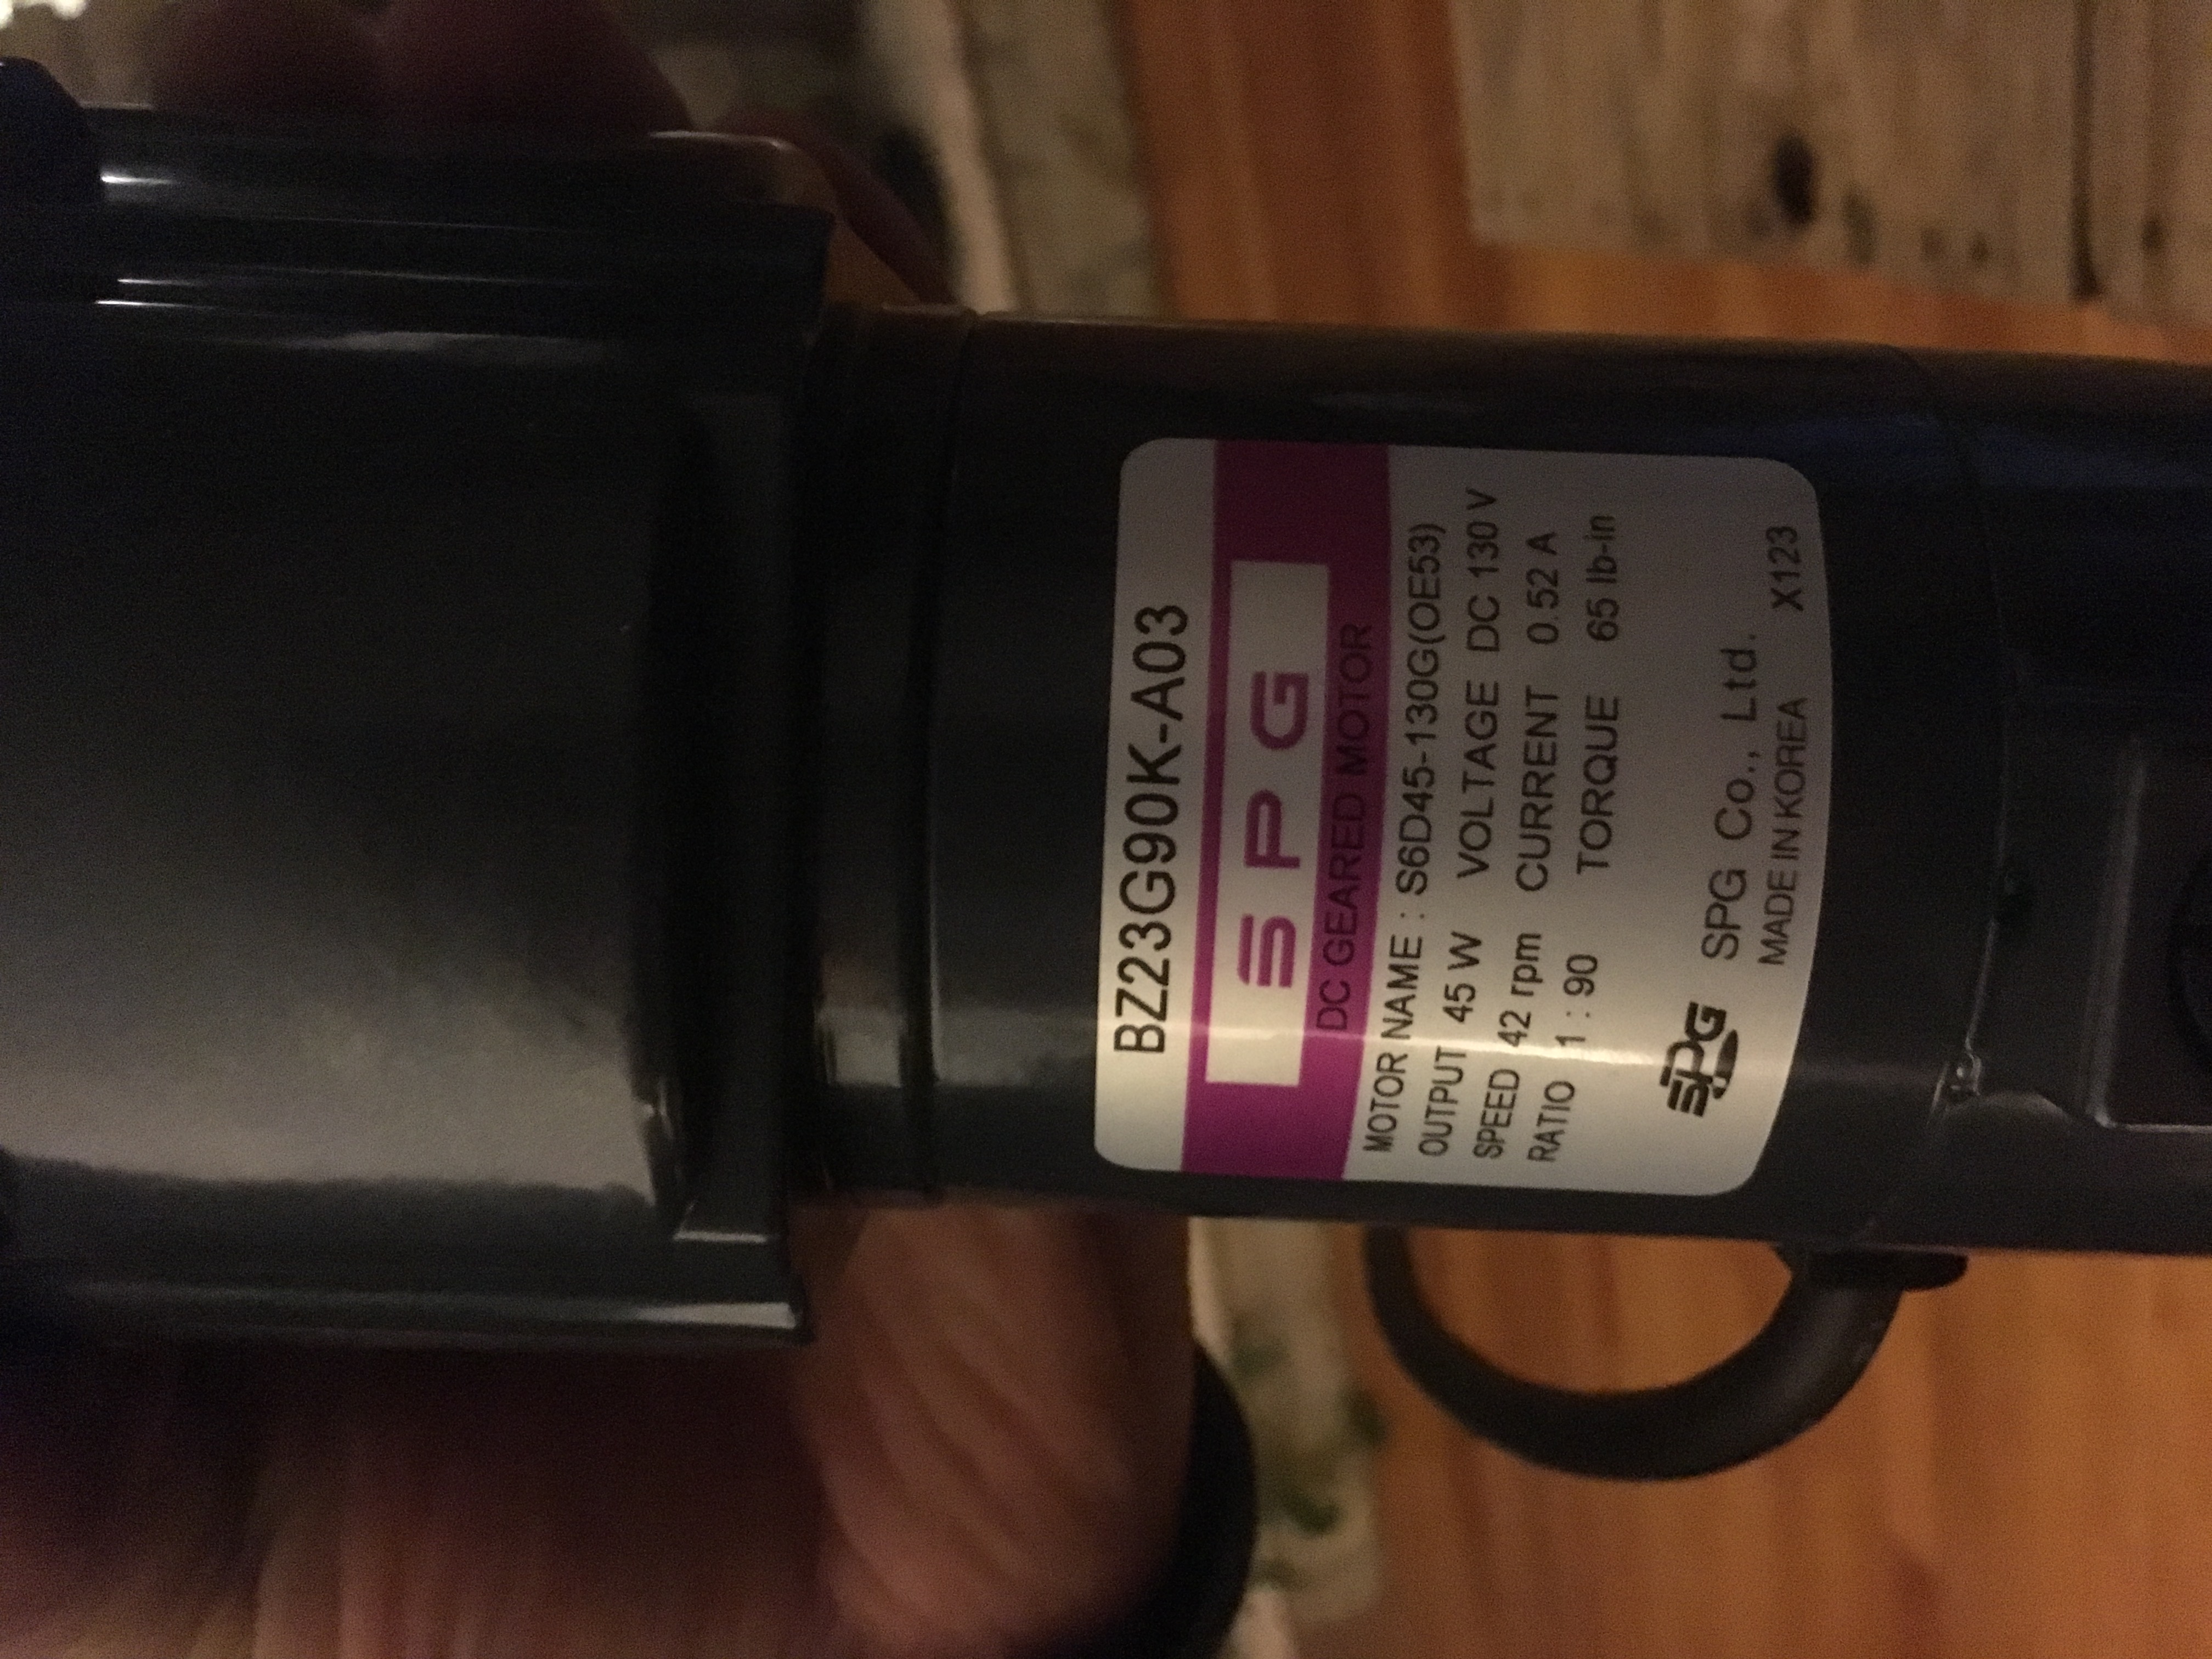 BZ23G90K-A03
SPG
DC GEARED MOTOR
MOTOR NAME : S6D45-130G(OE53)
OUTPUT 45 W VOLTAGE DC 130 V
SPEED 42 rpm CURRENT 0.52 A
RATIO 1 : 90 TORQUE 65 lb-in
SPG SPG Co., Ltd.
MADE IN KOREA X123